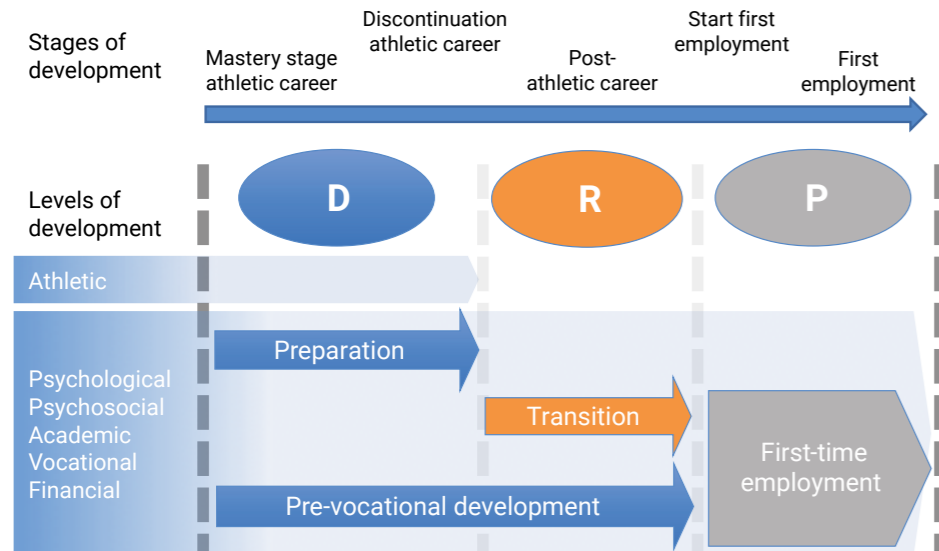 Stages of
development
Mastery stage
athletic career
Discontinuation
athletic career
Post-
athletic career
Start first
employment
First
employment
Levels of
development
D
R
P
Athletic
Psychological
Psychosocial
Academic
Vocational
Financial
Preparation
Transition
Pre-vocational development
First-time
employment